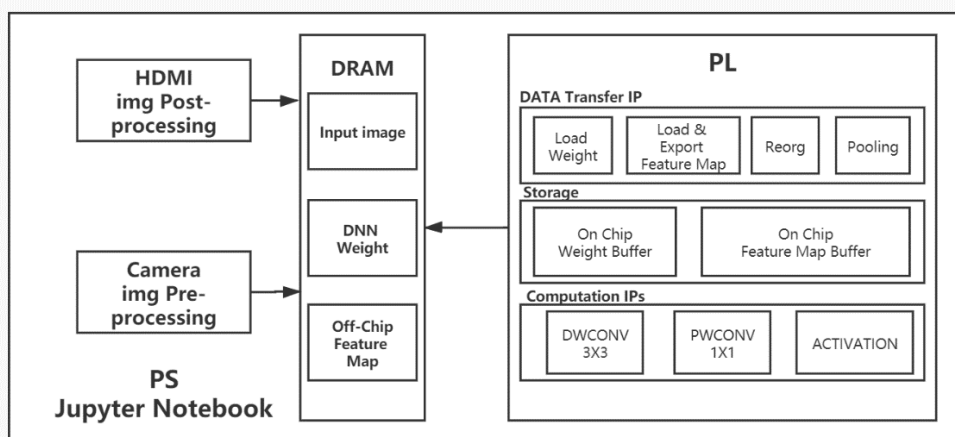 HDMI
img Post-
processing
Camera
img Pre-
processing
PS
Jupyter Notebook
DRAM
Input image
DNN
Weight
Off-Chip
Feature
Map
PL
DATA Transfer IP
Load
Weight
Load &
Export
Feature Map
Reorg
Pooling
Storage
On Chip
Weight Buffer
On Chip
Feature Map Buffer
Computation IPs
DWCONV
3X3
PWCONV
1X1
ACTIVATION